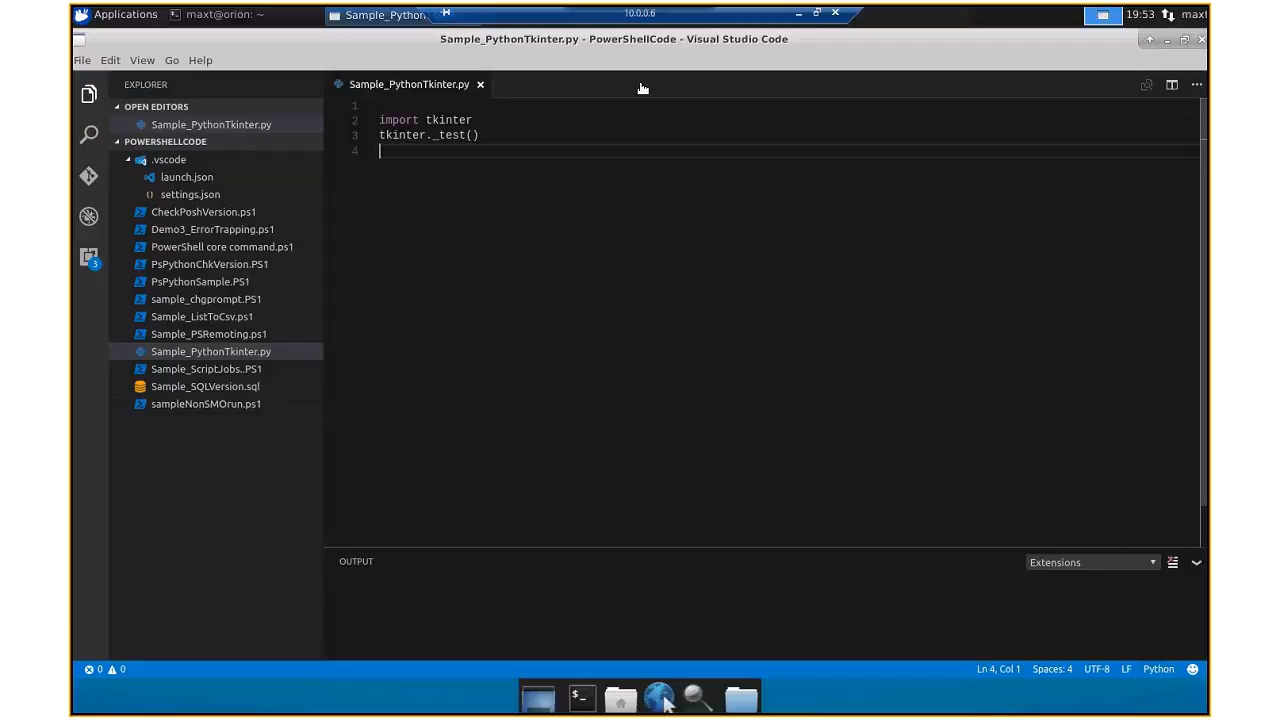 Applications
maxt@orion: ~
Sample_Python
10.0.0.6
19:53
maxt
Sample_PythonTkinter.py - PowerShellCode - Visual Studio Code
File Edit View Go Help
EXPLORER
OPEN EDITORS
Sample_PythonTkinter.py
POWERSHELLCODE
.vscode
launch.json
{} settings.json
CheckPoshVersion.ps1
Demo3_ErrorTrapping.ps1
PowerShell core command.ps1
PsPythonChkVersion.PS1
PsPythonSample.PS1
sample_chgprompt.PS1
Sample_ListToCsv.ps1
Sample_PSRemoting.ps1
Sample_PythonTkinter.py
Sample_ScriptJobs..PS1
Sample_SQLVersion.sql
sampleNonSMOrun.ps1
3
Sample_PythonTkinter.py
1
2 import tkinter
3 tkinter._test()
4
OUTPUT
Extensions
0 0
Ln 4, Col 1 Spaces: 4 UTF-8 LF Python
$_